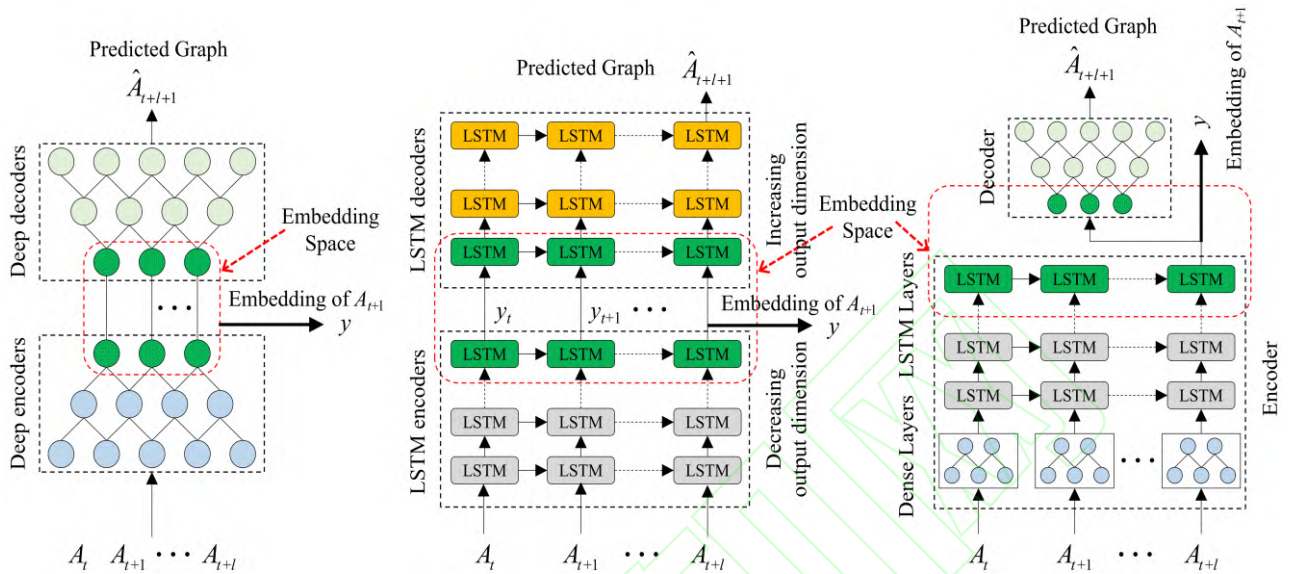 Predicted Graph
Â_{t+l+1}
Deep decoders
Embedding
Space
• • •
Embedding of A_{t+1}
y
Deep encoders
A_t A_{t+1} • • • A_{t+l}
Predicted Graph Â_{t+l+1}
LSTM decoders
LSTM LSTM LSTM
LSTM LSTM LSTM
LSTM LSTM LSTM
Increasing
output dimension
Embedding
Space
y_t y_{t+1} • • •
Embedding of A_{t+1}
y
LSTM encoders
LSTM LSTM LSTM
LSTM LSTM LSTM
LSTM LSTM LSTM
Decreasing
output dimension
A_t A_{t+1} • • • A_{t+l}
Predicted Graph
Â_{t+l+1}
Decoder
y
Embedding of A_{t+1}
LSTM Layers
LSTM LSTM LSTM
LSTM LSTM LSTM
LSTM LSTM LSTM
Dense Layers
• • •
Encoder
A_t A_{t+1} • • • A_{t+l}